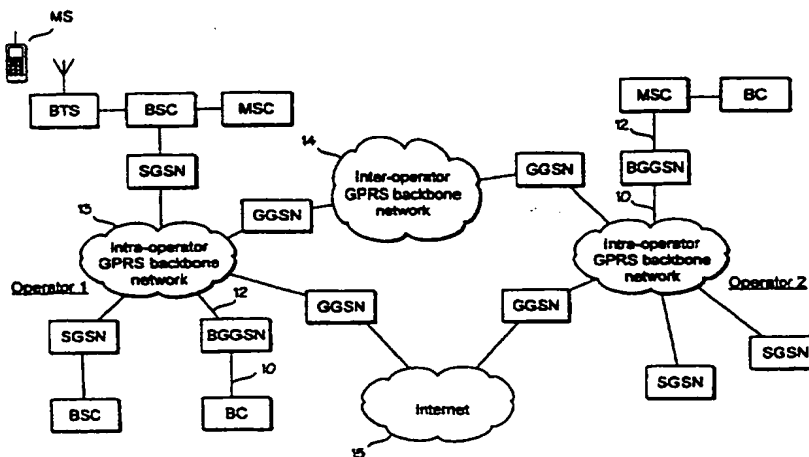 MS
BTS
BSC
MSC
MSC
BC
SGSN
14
12
BGGSN
Inter-operator
GPRS backbone
network
GGSN
10
13
GGSN
Intra-operator
GPRS backbone
network
Intra-operator
GPRS backbone
network
Operator 1
Operator 2
12
GGSN
GGSN
SGSN
BGGSN
SGSN
SGSN
10
BSC
BC
Internet
15